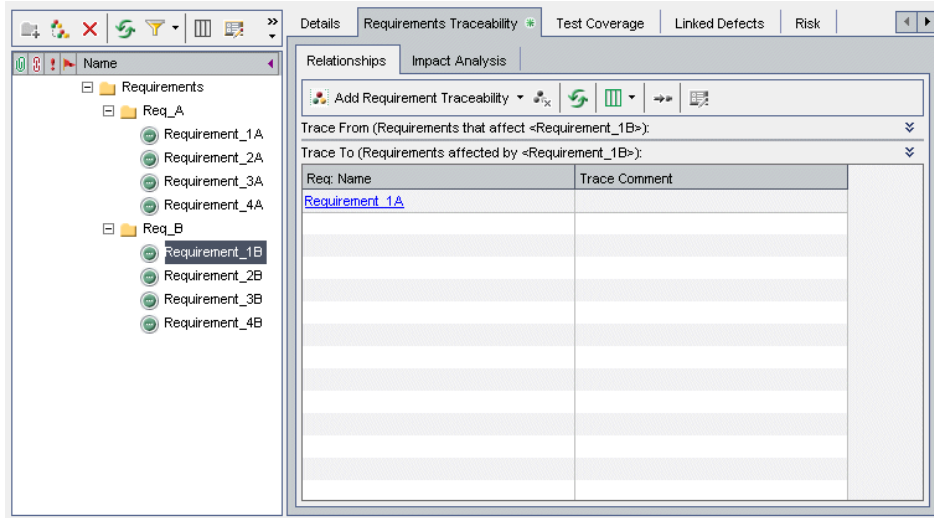 Details Requirements Traceability Test Coverage Linked Defects Risk
Name
Requirements
Req_A
Requirement_1A
Requirement_2A
Requirement_3A
Requirement_4A
Req_B
Requirement_1B
Requirement_2B
Requirement_3B
Requirement_4B
Relationships Impact Analysis
Add Requirement Traceability
Trace From (Requirements that affect <Requirement_1B>):
Trace To (Requirements affected by <Requirement_1B>):
Req: Name Trace Comment
Requirement_1A